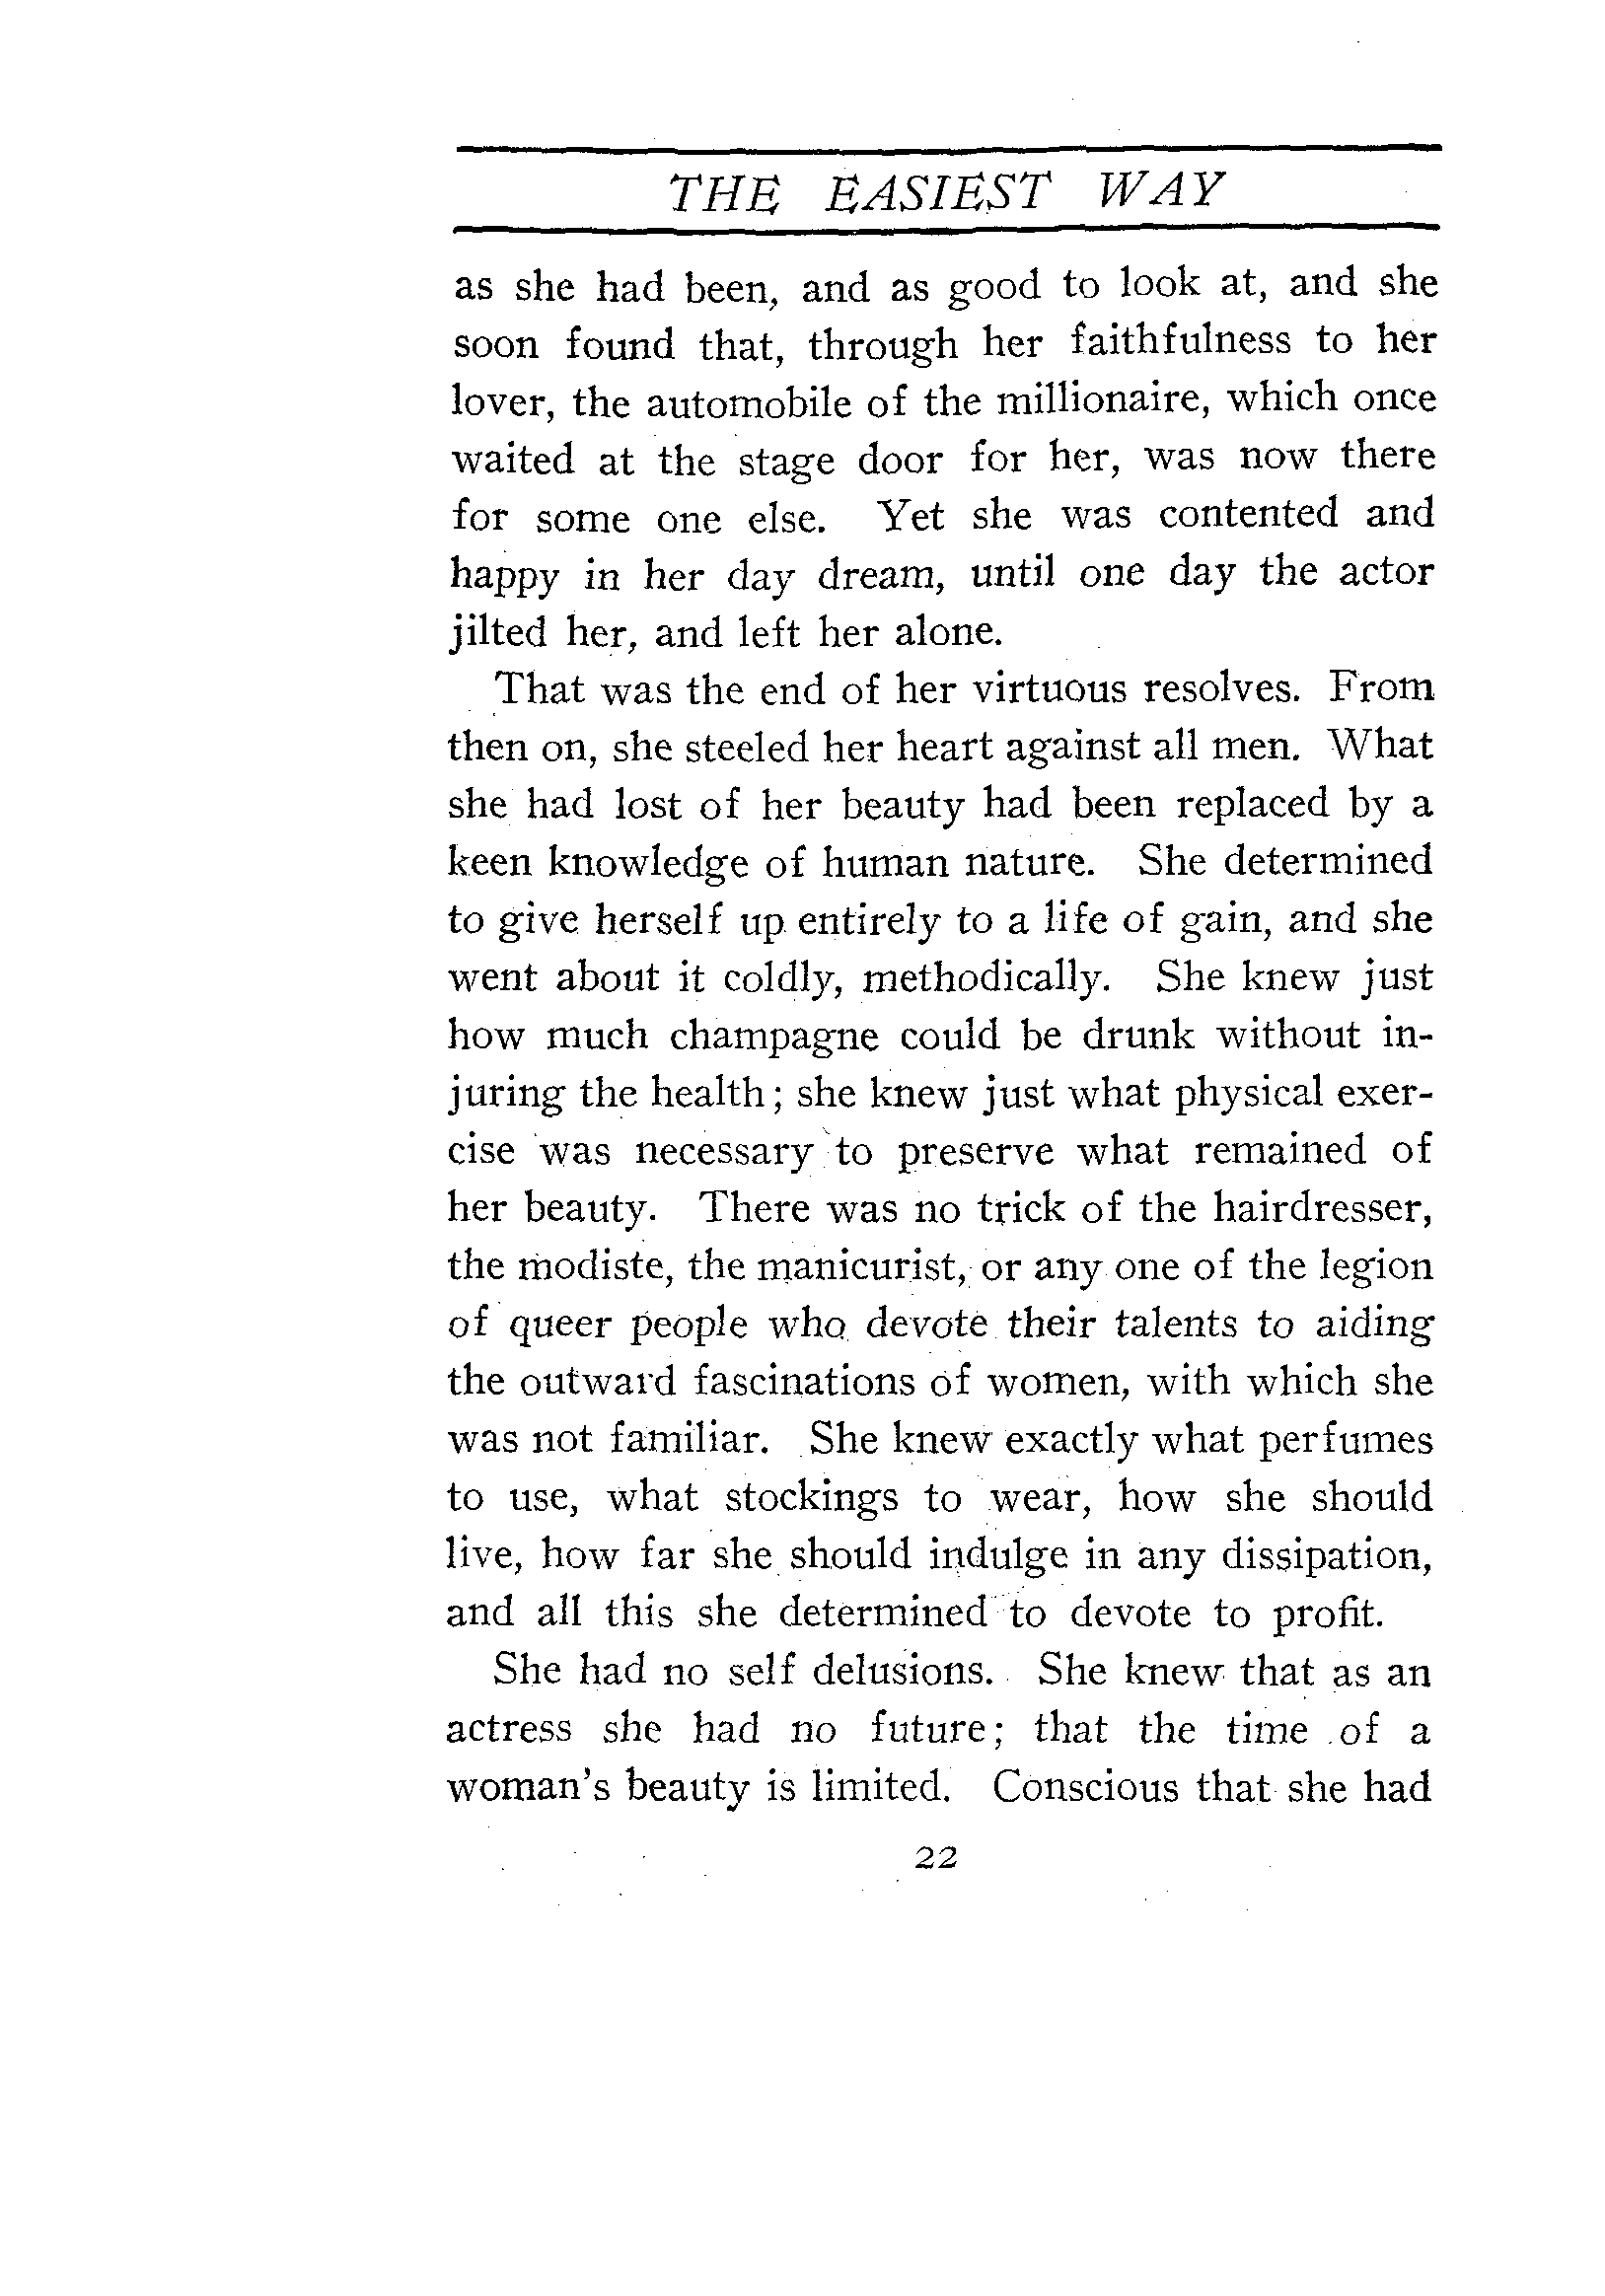 THE EASIEST WAY
as she had been, and as good to look at, and she
soon found that, through her faithfulness to her
lover, the automobile of the millionaire, which once
waited at the stage door for her, was now there
for some one else. Yet she was contented and
happy in her day dream, until one day the actor
jilted her, and left her alone.
That was the end of her virtuous resolves. From
then on, she steeled her heart against all men. What
she had lost of her beauty had been replaced by a
keen knowledge of human nature. She determined
to give herself up entirely to a life of gain, and she
went about it coldly, methodically. She knew just
how much champagne could be drunk without in-
juring the health; she knew just what physical exer-
cise was necessary to preserve what remained of
her beauty. There was no trick of the hairdresser,
the modiste, the manicurist, or any one of the legion
of queer people who devote their talents to aiding
the outward fascinations of women, with which she
was not familiar. She knew exactly what perfumes
to use, what stockings to wear, how she should
live, how far she should indulge in any dissipation,
and all this she determined to devote to profit.
She had no self delusions. She knew that as an
actress she had no future; that the time of a
woman's beauty is limited. Conscious that she had
22